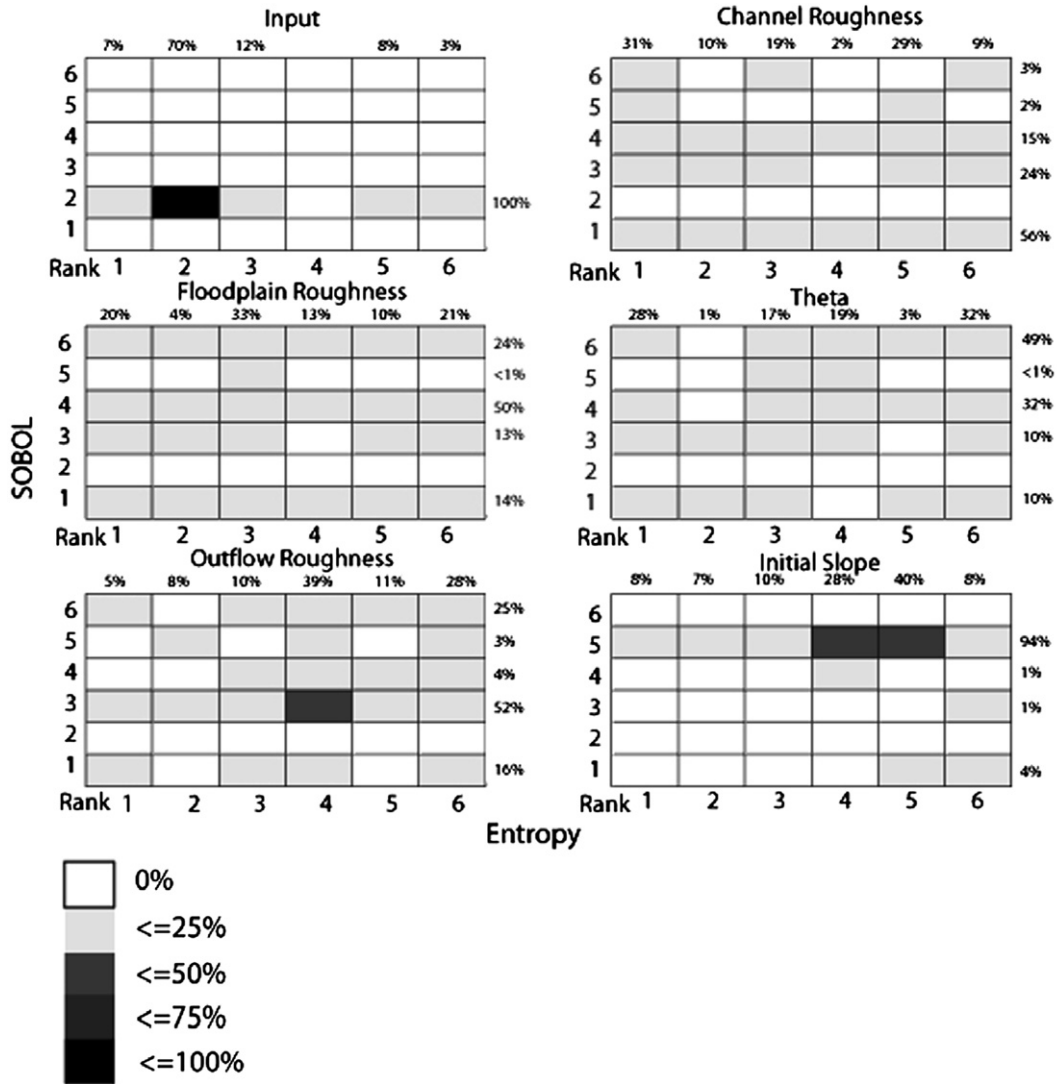 Input
7% 70% 12% 8% 3%
6
5
4
3
2 100%
1
Rank 1 2 3 4 5 6
Channel Roughness
31% 10% 19% 2% 29% 9%
6 3%
5 2%
4 15%
3 24%
2
1 56%
Rank 1 2 3 4 5 6
Floodplain Roughness
20% 4% 33% 13% 10% 21%
6 24%
5 <1%
4 50%
3 13%
2
1 14%
Rank 1 2 3 4 5 6
Theta
28% 1% 17% 19% 3% 32%
6 49%
5 <1%
4 32%
3 10%
2
1 10%
Rank 1 2 3 4 5 6
SOBOL
Outflow Roughness
5% 8% 10% 39% 11% 28%
6 25%
5 3%
4 4%
3 52%
2
1 16%
Rank 1 2 3 4 5 6
Initial Slope
8% 7% 10% 28% 40% 8%
6
5 94%
4 1%
3 1%
2
1 4%
Rank 1 2 3 4 5 6
Entropy
0%
<=25%
<=50%
<=75%
<=100%